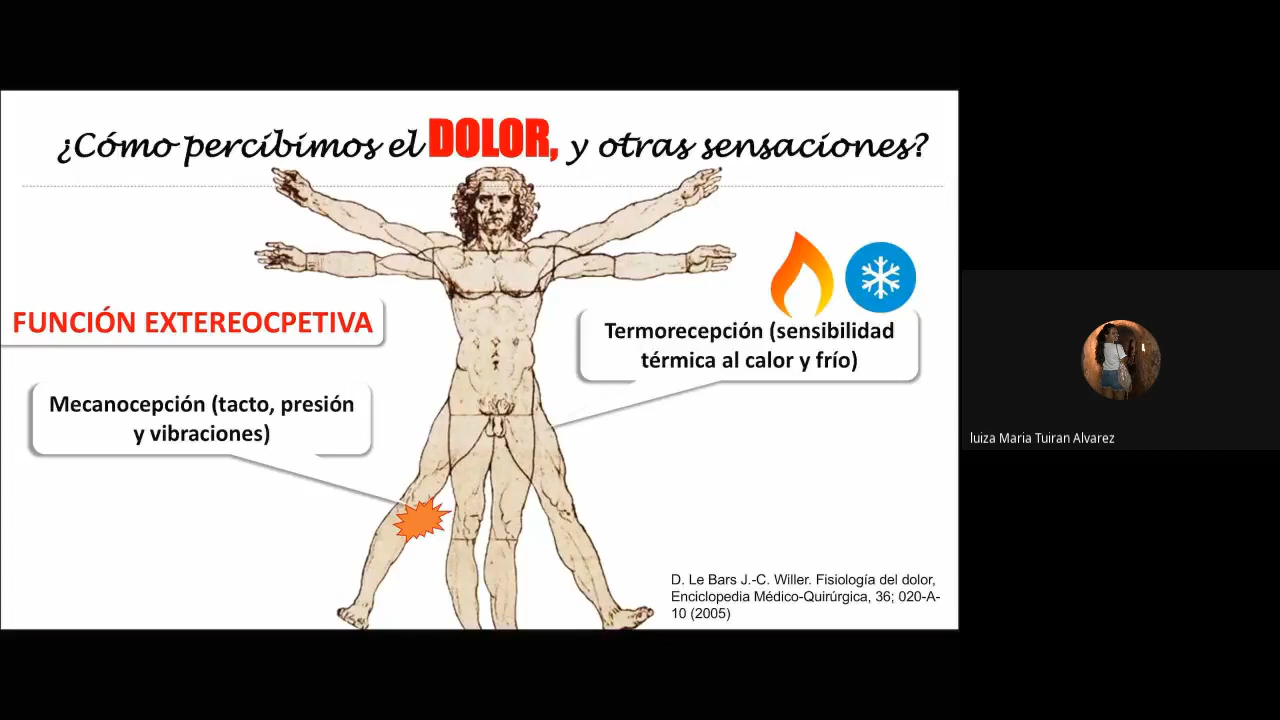 ¿Cómo percibimos el DOLOR, y otras sensaciones?
FUNCIÓN EXTEREOCPETIVA
Termorecepción (sensibilidad
térmica al calor y frío)
Mecanocepción (tacto, presión
y vibraciones)
D. Le Bars J.-C. Willer. Fisiología del dolor,
Enciclopedia Médico-Quirúrgica, 36; 020-A-
10 (2005)
luiza Maria Tuiran Alvarez